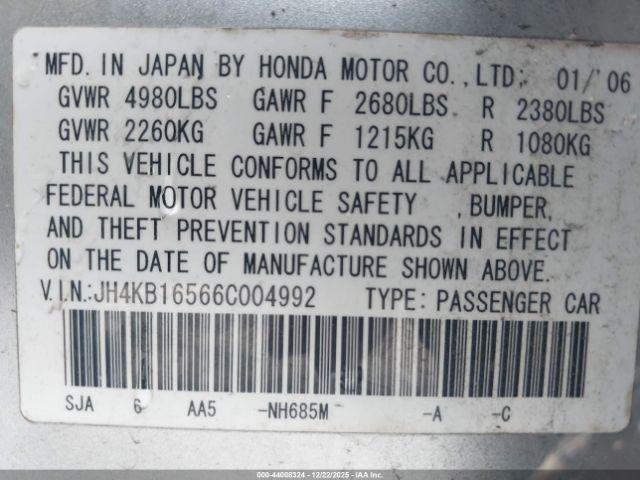 MFD. IN JAPAN BY HONDA MOTOR CO., LTD; 01/'06
GVWR 4980LBS GAWR F 2680LBS R 2380LBS
GVWR 2260KG GAWR F 1215KG R 1080KG
THIS VEHICLE CONFORMS TO ALL APPLICABLE
FEDERAL MOTOR VEHICLE SAFETY , BUMPER,
AND THEFT PREVENTION STANDARDS IN EFFECT
ON THE DATE OF MANUFACTURE SHOWN ABOVE.
V.I.N.:JH4KB16566C004992 TYPE: PASSENGER CAR
SJA 6 AA5 -NH685M -A -C
000-44008324 • 12/22/2025 • IAAI.COM